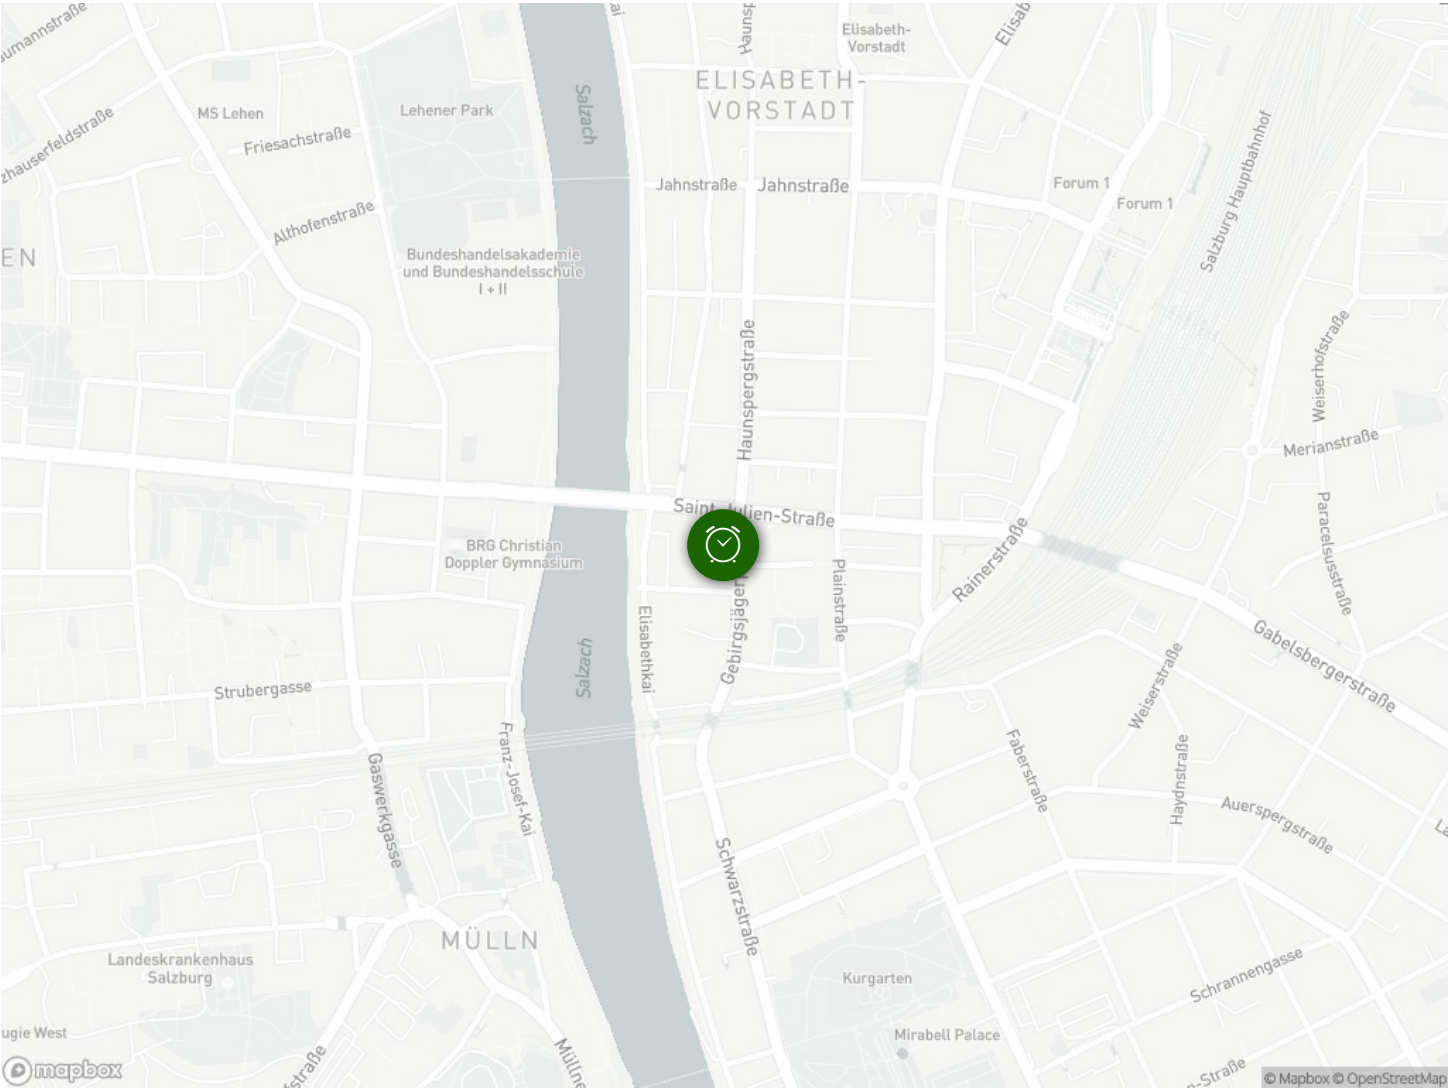 Elisabeth-
Vorstadt
ELISABETH-
VORSTADT
MS Lehen
Lehener Park
Salzach
Friesachstraße
Althofenstraße
Jahnstraße
Jahnstraße
Forum 1
Forum 1
Salzburg Hauptbahnhof
Bundeshandelsakademie
und Bundeshandelsschule
I + II
Haunspergstraße
Weiserhofstraße
Merianstraße
Saint-Julien-Straße
BRG Christian
Doppler Gymnasium
Paracelsusstraße
Rainerstraße
Plainstraße
Elisabethkai
Salzach
Strubergasse
Weiserstraße
Gabelsbergerstraße
Franz-Josef-Kai
Gaswerkgasse
Faberstraße
Haydnstraße
Auerspergstraße
Schwarzstraße
MÜLLN
Landeskrankenhaus
Salzburg
Kurgarten
Schrannengasse
Mirabell Palace
mapbox
© Mapbox © OpenStreetMap